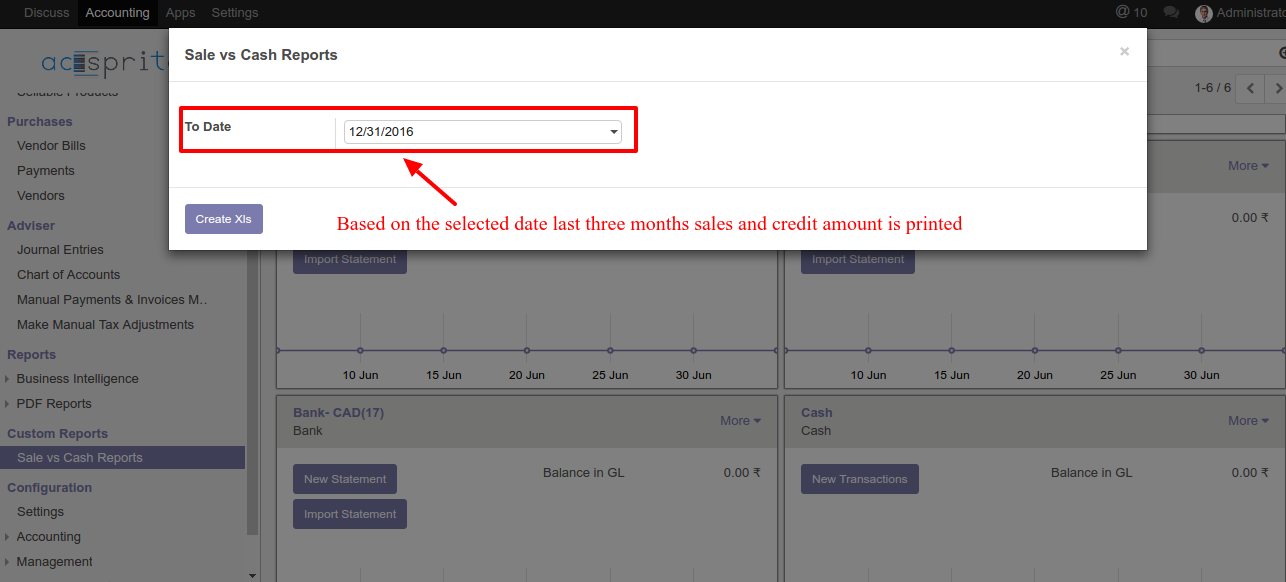 Discuss Accounting Apps Settings @ 10 Administrato
Sale vs Cash Reports ×
acsprit
Sellable Products
1-6 / 6
Purchases
To Date 12/31/2016
Vendor Bills
Payments
More
Vendors
Create Xls
Based on the selected date last three months sales and credit amount is printed
0.00 ₹
Adviser
Journal Entries
Import Statement Import Statement
Chart of Accounts
Manual Payments & Invoices M..
Make Manual Tax Adjustments
Reports
Business Intelligence
10 Jun 15 Jun 20 Jun 25 Jun 30 Jun 10 Jun 15 Jun 20 Jun 25 Jun 30 Jun
PDF Reports
Bank- CAD(17) More Cash More
Bank Cash
Custom Reports
Sale vs Cash Reports
New Statement Balance in GL 0.00 ₹ New Transactions Balance in GL 0.00 ₹
Configuration
Settings
Import Statement
Accounting
Management